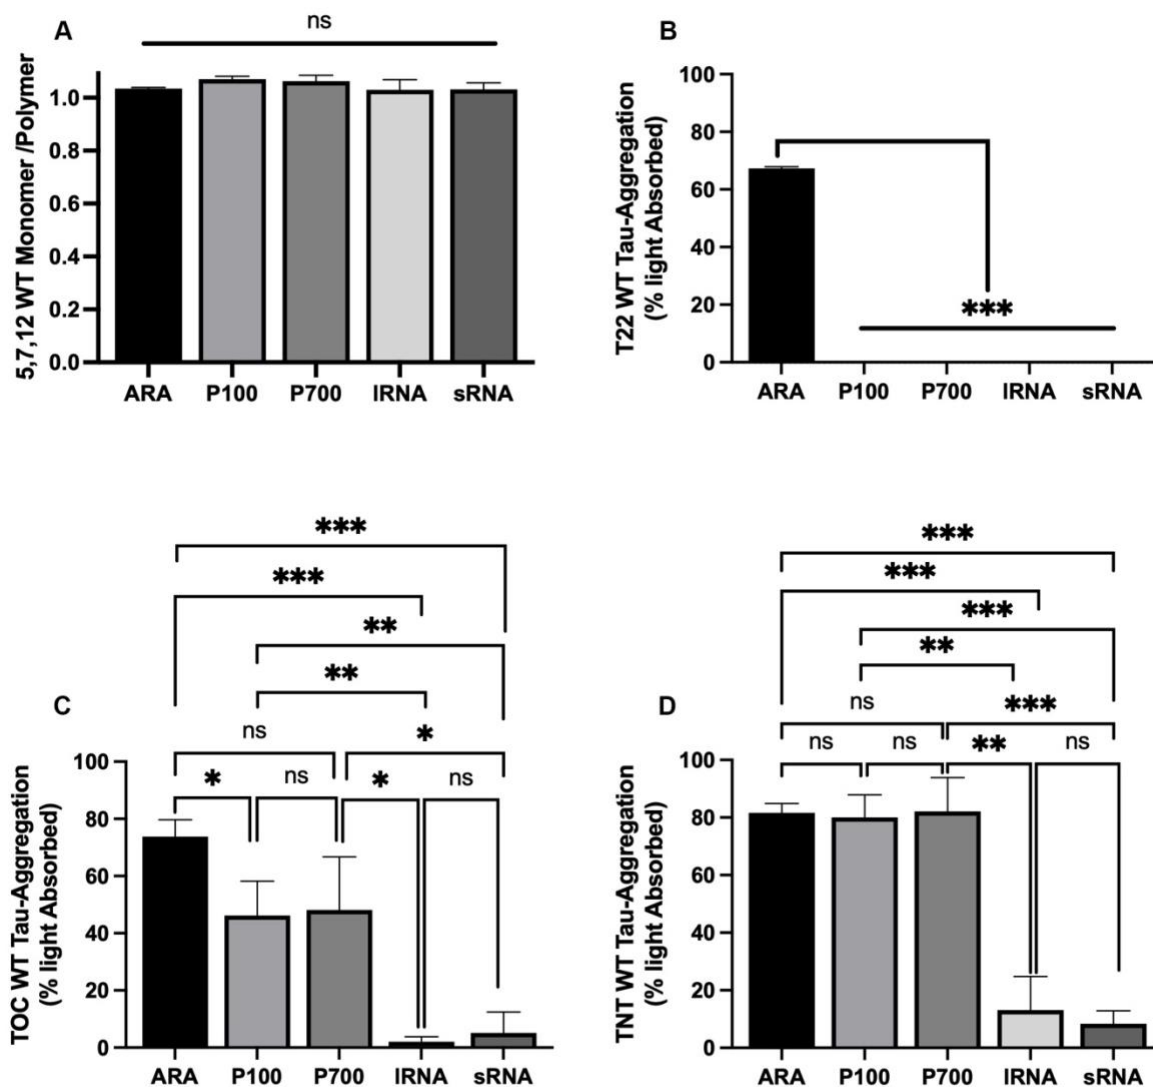 A
ns
5,7,12 WT Monomer /Polymer
1.0
0.8
0.6
0.4
0.2
0.0
ARA P100 P700 lRNA sRNA
B
T22 WT Tau-Aggregation
(% light Absorbed)
100
80
60
40
20
0
***
ARA P100 P700 lRNA sRNA
C
***
***
**
**
ns
*
*
ns
*
ns
TOC WT Tau-Aggregation
(% light Absorbed)
100
80
60
40
20
0
ARA P100 P700 lRNA sRNA
D
***
***
***
**
ns
***
ns
ns
**
ns
TNT WT Tau-Aggregation
(% light Absorbed)
100
80
60
40
20
0
ARA P100 P700 lRNA sRNA